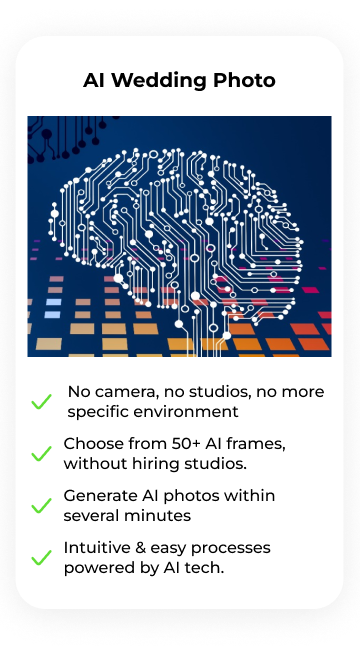 AI Wedding Photo
No camera, no studios, no more
specific environment
Choose from 50+ AI frames,
without hiring studios.
Generate AI photos within
several minutes
Intuitive & easy processes
powered by AI tech.